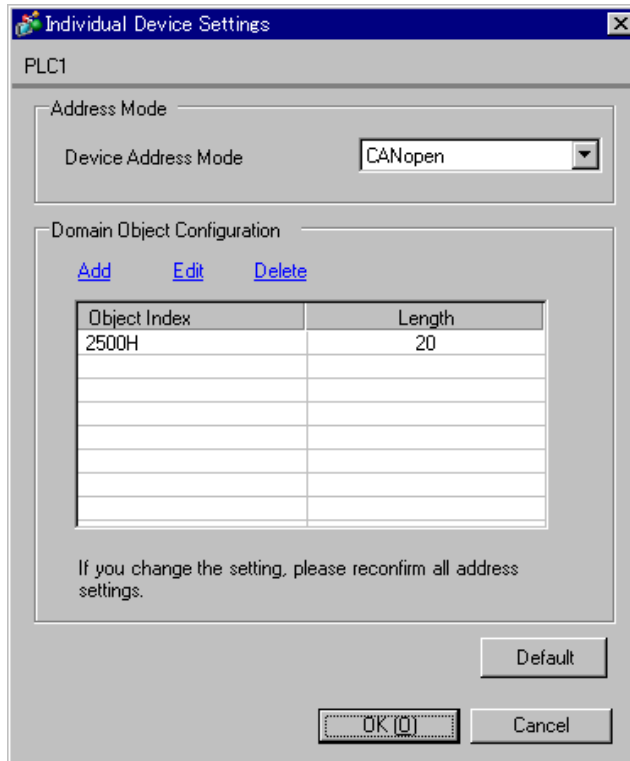 Individual Device Settings
PLC1
Address Mode
Device Address Mode CANopen
Domain Object Configuration
Add Edit Delete
Object Index Length
2500H 20
If you change the setting, please reconfirm all address
settings.
Default
OK (O) Cancel